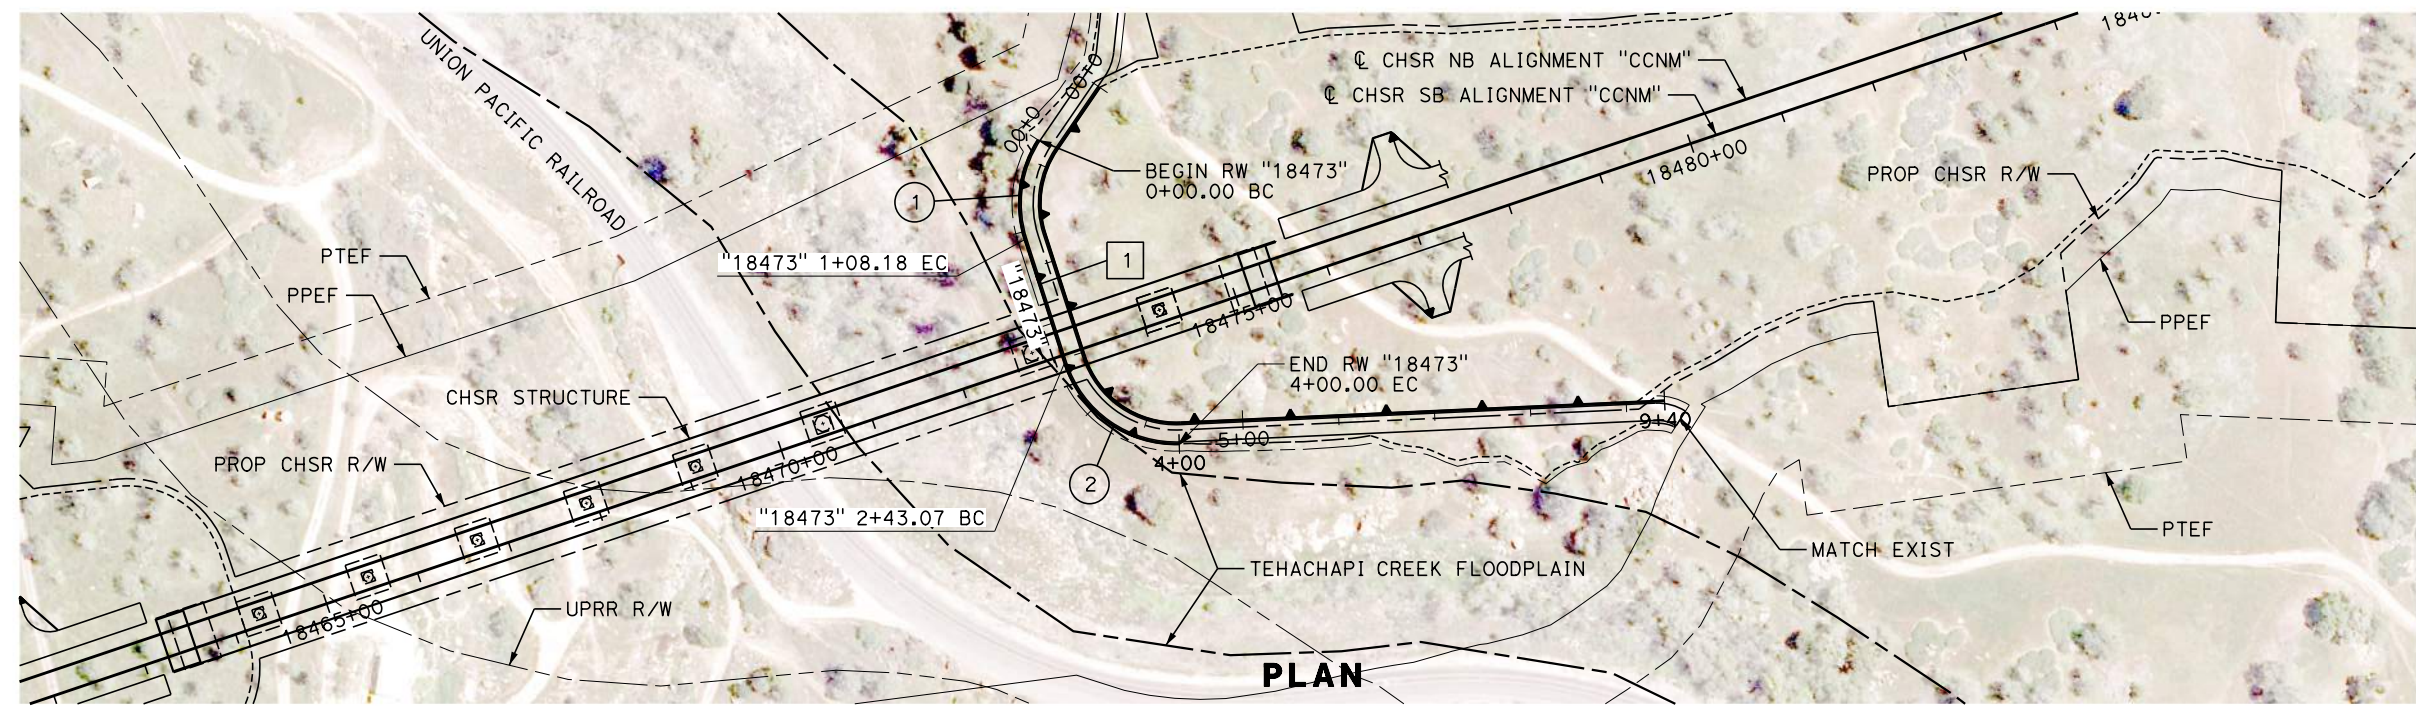 UNION PACIFIC RAILROAD
℄ CHSR NB ALIGNMENT "CCNM"
℄ CHSR SB ALIGNMENT "CCNM"
00+0
00+0
18480+00
BEGIN RW "18473"
0+00.00 BC
PROP CHSR R/W
1
1
"18473" 1+08.18 EC
"18473"
PTEF
PPEF
18475+00
PPEF
END RW "18473"
4+00.00 EC
CHSR STRUCTURE
9+40
5+00
4+00
PROP CHSR R/W
18470+00
2
"18473" 2+43.07 BC
PTEF
MATCH EXIST
TEHACHAPI CREEK FLOODPLAIN
UPRR R/W
18465+00
PLAN